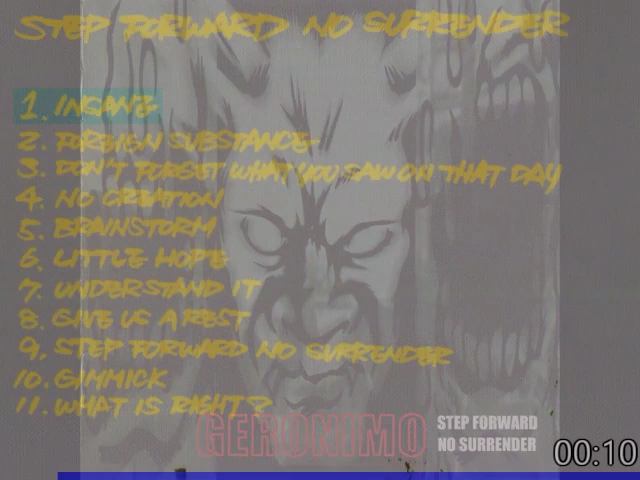 STEP FORWARD NO SURRENDER
1. INSANE
2. FOREIGN SUBSTANCE
3. DON'T FORGET WHAT YOU SAW ON THAT DAY
4. NO CREATION
5. BRAINSTORM
6. LITTLE HOPE
7. UNDERSTAND IT
8. GIVE US A REST
9. STEP FORWARD NO SURRENDER
10. GIMMICK
11. WHAT IS RIGHT?
GERONIMO
STEP FORWARD
NO SURRENDER
00:10